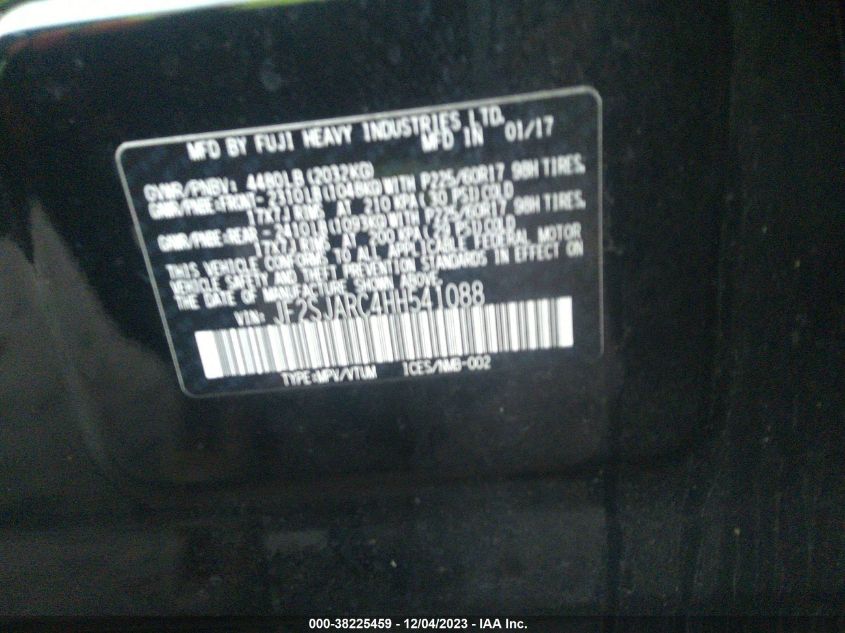 MFD BY FUJI HEAVY INDUSTRIES LTD.
MFD IN 01/17
GVWR/PNBV: 4480LB (2032KG)
GAWR/PNBE:FRONT- 2310LB (1048KG) WITH P225/60R17 98H TIRES,
17X7J RIMS AT 210 KPA (30 PSI) COLD
GAWR/PNBE:REAR - 2410LB (1093KG) WITH P225/60R17 98H TIRES,
17X7J RIMS AT 200 KPA (29 PSI) COLD
THIS VEHICLE CONFORMS TO ALL APPLICABLE FEDERAL MOTOR
VEHICLE SAFETY AND THEFT PREVENTION STANDARDS IN EFFECT ON
THE DATE OF MANUFACTURE SHOWN ABOVE.
VIN: JF2SJARC4HH541088
TYPE:MPV/VTUM ICES/NMB-002
000-38225459 - 12/04/2023 - IAA Inc.